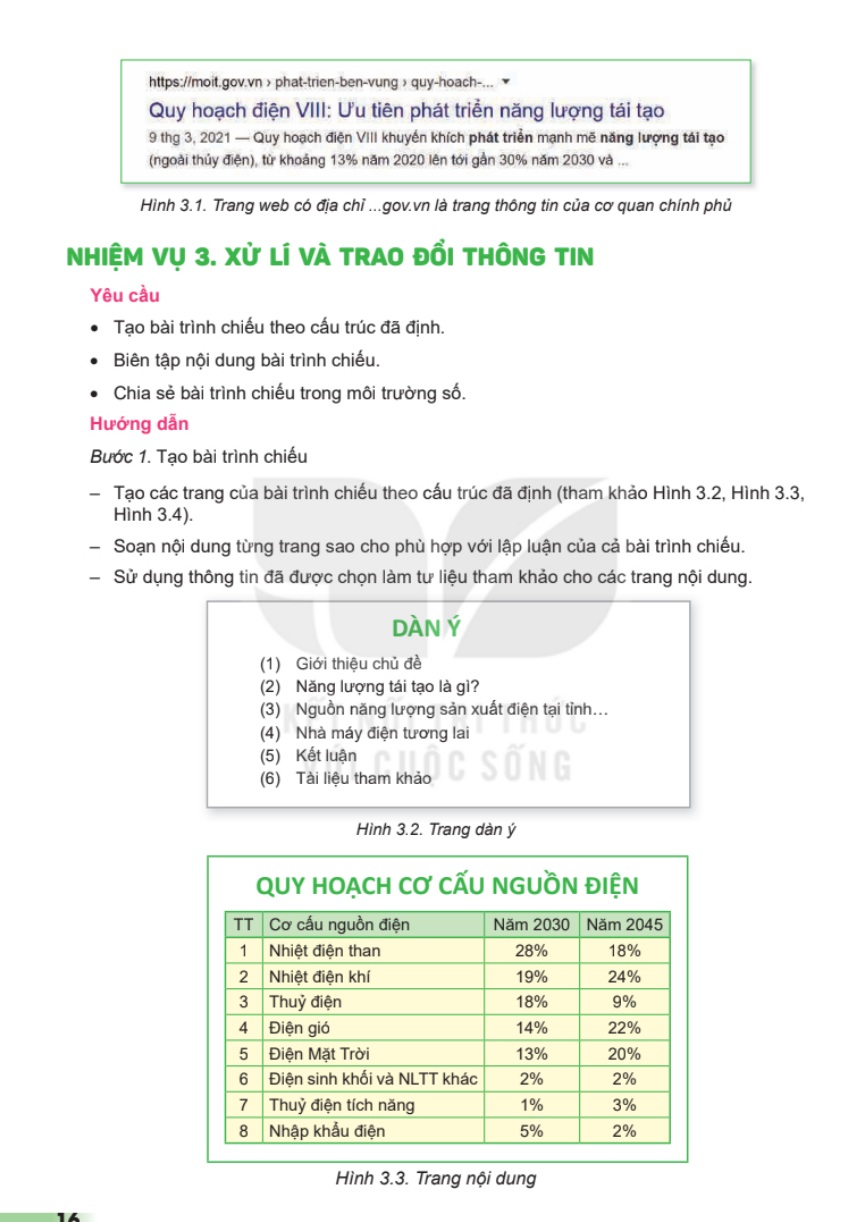 https://moit.gov.vn › phat-trien-ben-vung › quy-hoach-... ▼
Quy hoạch điện VIII: Ưu tiên phát triển năng lượng tái tạo
9 thg 3, 2021 — Quy hoạch điện VIII khuyến khích phát triển mạnh mẽ năng lượng tái tạo
(ngoài thủy điện), từ khoảng 13% năm 2020 lên tới gần 30% năm 2030 và ...
Hình 3.1. Trang web có địa chỉ ...gov.vn là trang thông tin của cơ quan chính phủ
NHIỆM VỤ 3. XỬ LÍ VÀ TRAO ĐỔI THÔNG TIN
Yêu cầu
• Tạo bài trình chiếu theo cấu trúc đã định.
• Biên tập nội dung bài trình chiếu.
• Chia sẻ bài trình chiếu trong môi trường số.
Hướng dẫn
Bước 1. Tạo bài trình chiếu
– Tạo các trang của bài trình chiếu theo cấu trúc đã định (tham khảo Hình 3.2, Hình 3.3,
Hình 3.4).
– Soạn nội dung từng trang sao cho phù hợp với lập luận của cả bài trình chiếu.
– Sử dụng thông tin đã được chọn làm tư liệu tham khảo cho các trang nội dung.
DÀN Ý
(1) Giới thiệu chủ đề
(2) Năng lượng tái tạo là gì?
(3) Nguồn năng lượng sản xuất điện tại tỉnh...
(4) Nhà máy điện tương lai
(5) Kết luận
(6) Tài liệu tham khảo
KẾT NỐI TRI THỨC
VỚI CUỘC SỐNG
Hình 3.2. Trang dàn ý
QUY HOẠCH CƠ CẤU NGUỒN ĐIỆN
TT Cơ cấu nguồn điện Năm 2030 Năm 2045
1 Nhiệt điện than 28% 18%
2 Nhiệt điện khí 19% 24%
3 Thuỷ điện 18% 9%
4 Điện gió 14% 22%
5 Điện Mặt Trời 13% 20%
6 Điện sinh khối và NLTT khác 2% 2%
7 Thuỷ điện tích năng 1% 3%
8 Nhập khẩu điện 5% 2%
Hình 3.3. Trang nội dung
16